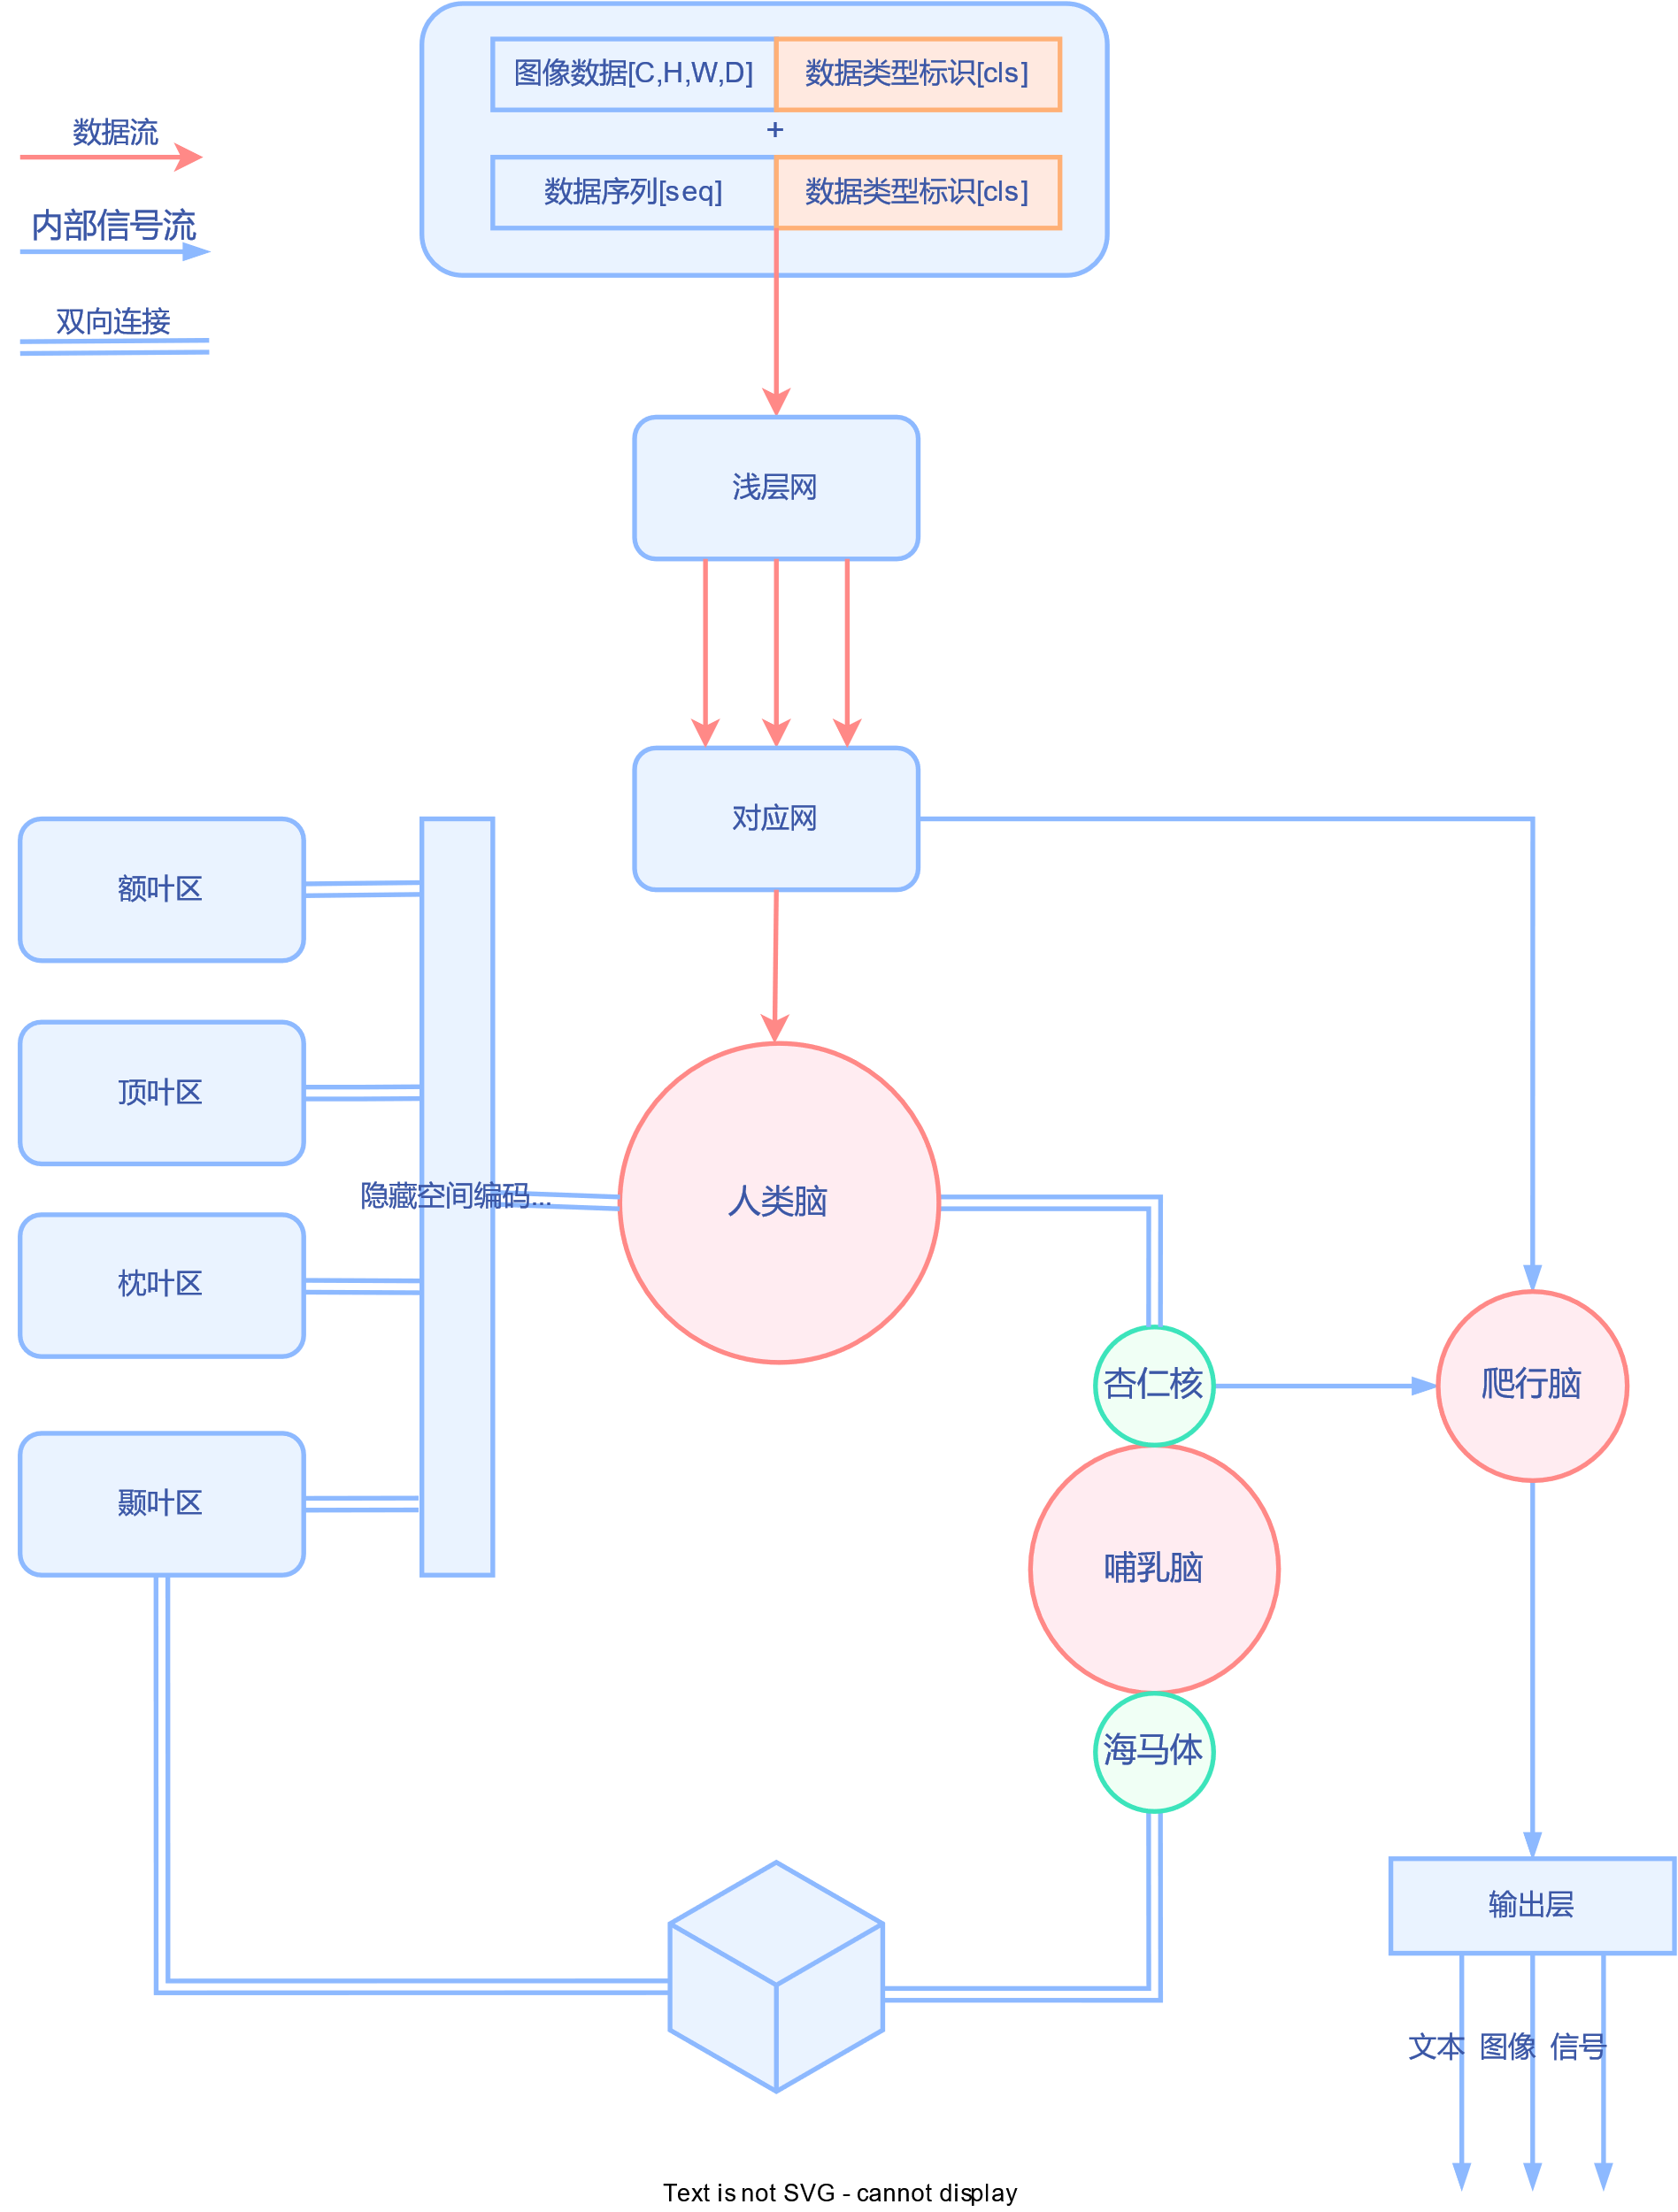 图像数据[C,H,W,D]
数据类型标识[cls]
+
数据序列[seq]
数据类型标识[cls]
数据流
内部信号流
双向连接
浅层网
对应网
额叶区
顶叶区
隐藏空间编码...
人类脑
枕叶区
杏仁核
爬行脑
颞叶区
哺乳脑
海马体
输出层
文本
图像
信号
Text is not SVG - cannot display